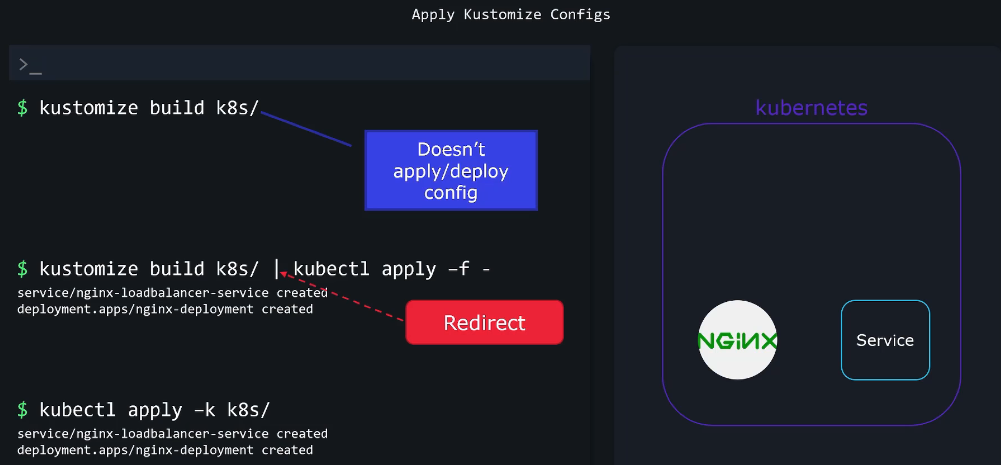 Apply Kustomize Configs
>_
$ kustomize build k8s/
Doesn't
apply/deploy
config
$ kustomize build k8s/ | kubectl apply –f -
service/nginx-loadbalancer-service created
deployment.apps/nginx-deployment created
Redirect
$ kubectl apply –k k8s/
service/nginx-loadbalancer-service created
deployment.apps/nginx-deployment created
kubernetes
NGiNX
Service